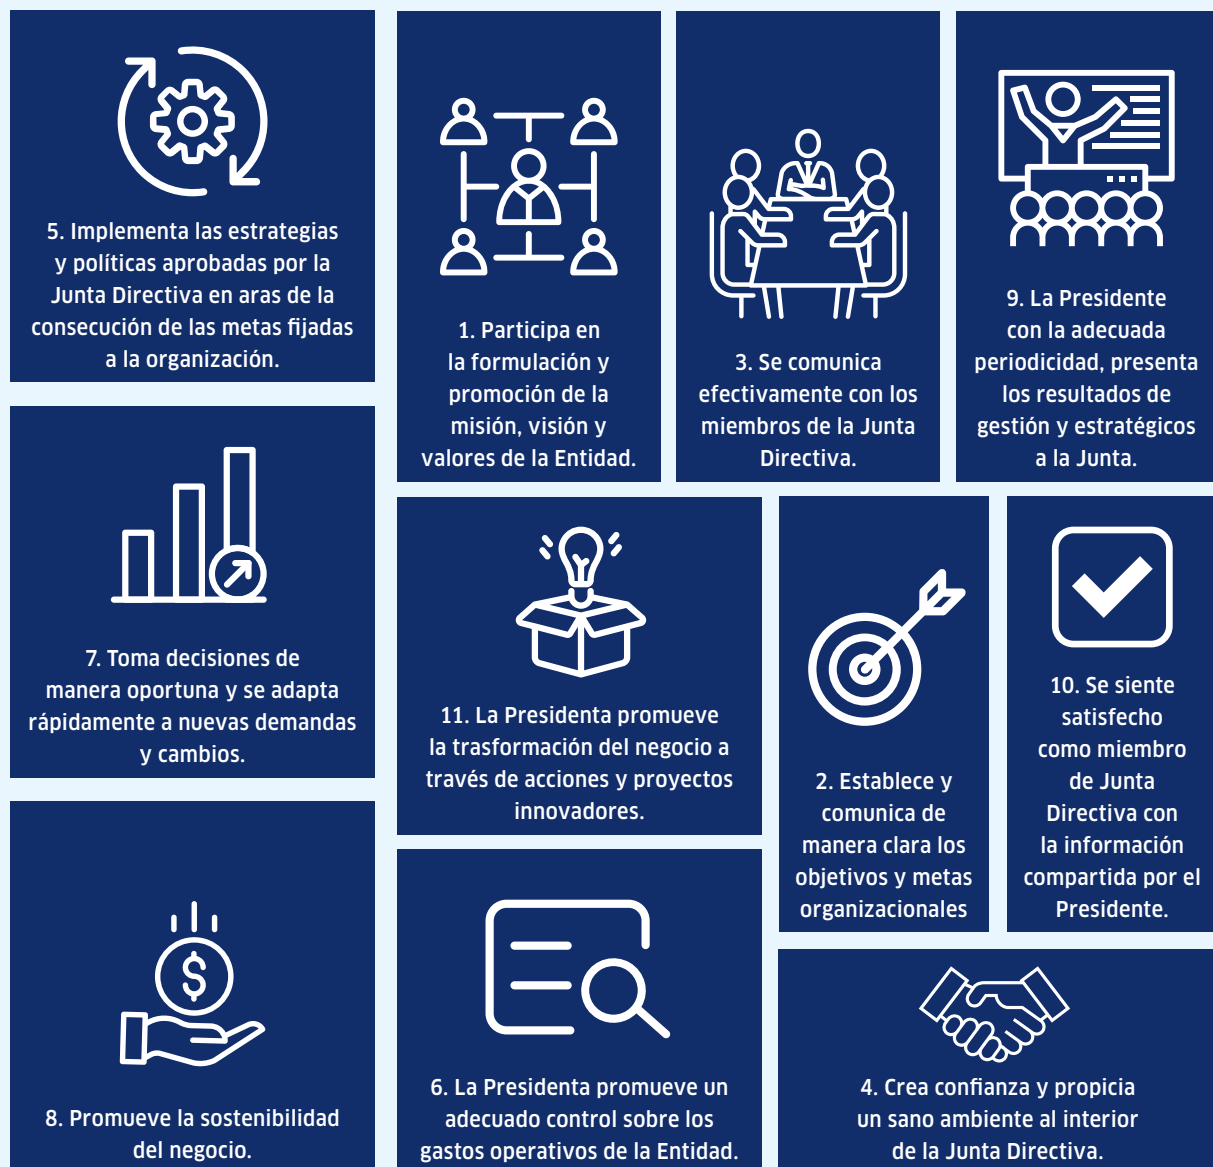 5. Implementa las estrategias
y políticas aprobadas por la
Junta Directiva en aras de la
consecución de las metas fijadas
a la organización.
1. Participa en
la formulación y
promoción de la
misión, visión y
valores de la Entidad.
3. Se comunica
efectivamente con los
miembros de la Junta
Directiva.
9. La Presidente
con la adecuada
periodicidad, presenta
los resultados de
gestión y estratégicos
a la Junta.
7. Toma decisiones de
manera oportuna y se adapta
rápidamente a nuevas demandas
y cambios.
11. La Presidenta promueve
la trasformación del negocio a
través de acciones y proyectos
innovadores.
2. Establece y
comunica de
manera clara los
objetivos y metas
organizacionales
10. Se siente
satisfecho
como miembro
de Junta
Directiva con
la información
compartida por el
Presidente.
$
8. Promueve la sostenibilidad
del negocio.
6. La Presidenta promueve un
adecuado control sobre los
gastos operativos de la Entidad.
4. Crea confianza y propicia
un sano ambiente al interior
de la Junta Directiva.